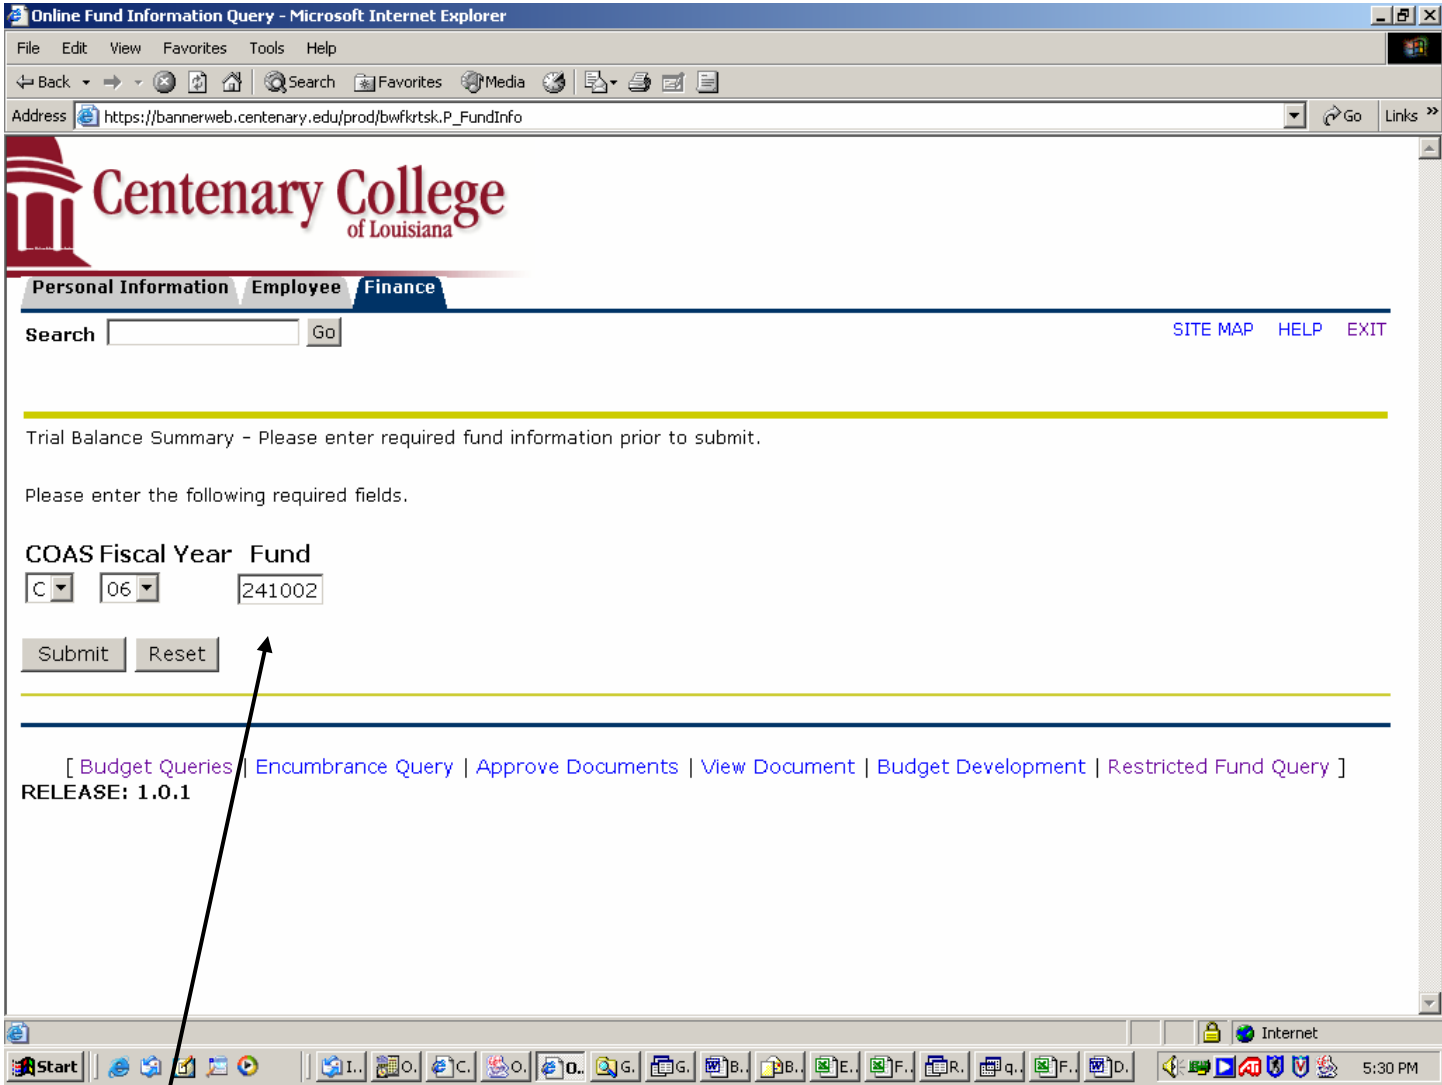 Online Fund Information Query - Microsoft Internet Explorer
File Edit View Favorites Tools Help
Back Search Favorites Media
Address https://bannerweb.centenary.edu/prod/bwfkrtsk.P_FundInfo Go Links »
Centenary College
of Louisiana
Personal Information Employee Finance
Search Go SITE MAP HELP EXIT
Trial Balance Summary - Please enter required fund information prior to submit.
Please enter the following required fields.
COAS Fiscal Year Fund
C 06 241002
Submit Reset
[ Budget Queries | Encumbrance Query | Approve Documents | View Document | Budget Development | Restricted Fund Query ]
RELEASE: 1.0.1
Internet
Start I.. O.. C.. O.. O.. G.. G.. B.. B.. E.. F.. R.. q.. F.. D.. 5:30 PM